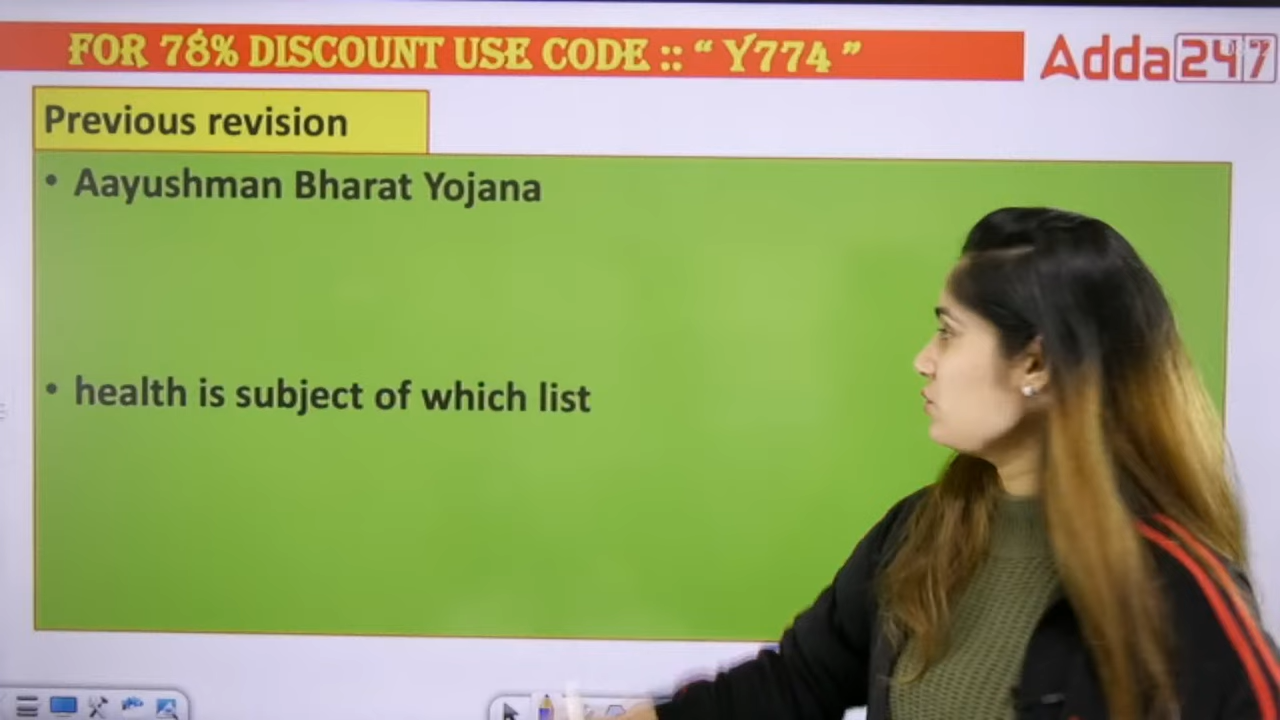 FOR 78% DISCOUNT USE CODE :: “ Y774 ”
Adda247
Previous revision
• Aayushman Bharat Yojana
• health is subject of which list